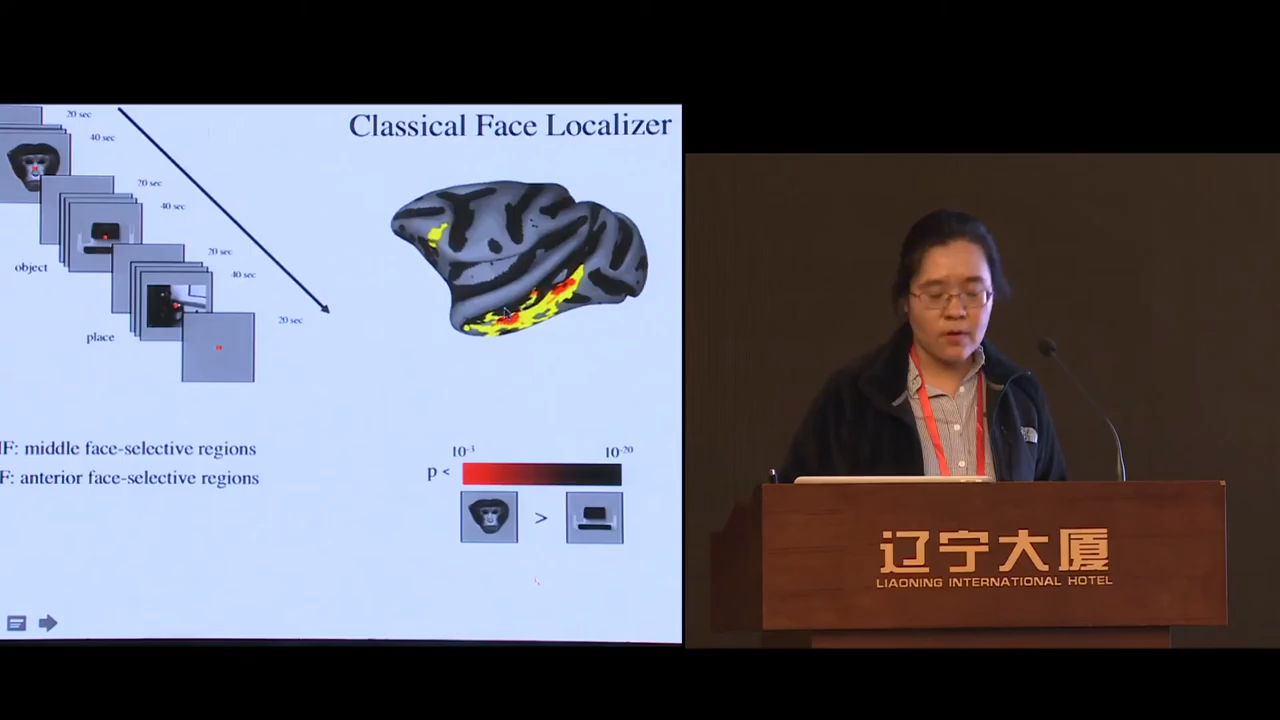 Classical Face Localizer
20 sec
40 sec
20 sec
40 sec
object
20 sec
40 sec
place
20 sec
F: middle face-selective regions
F: anterior face-selective regions
p <
10⁻³
10⁻²⁰
>
辽宁大厦
LIAONING INTERNATIONAL HOTEL